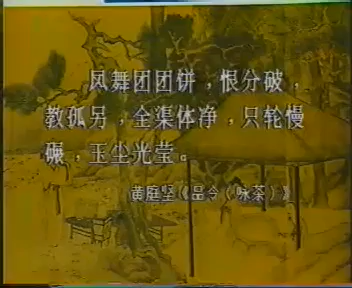 凤舞团团饼，恨分破，
教孤另，全渠体净，只轮慢
碾，玉尘光莹。
黄庭坚《品令〈咏茶〉》